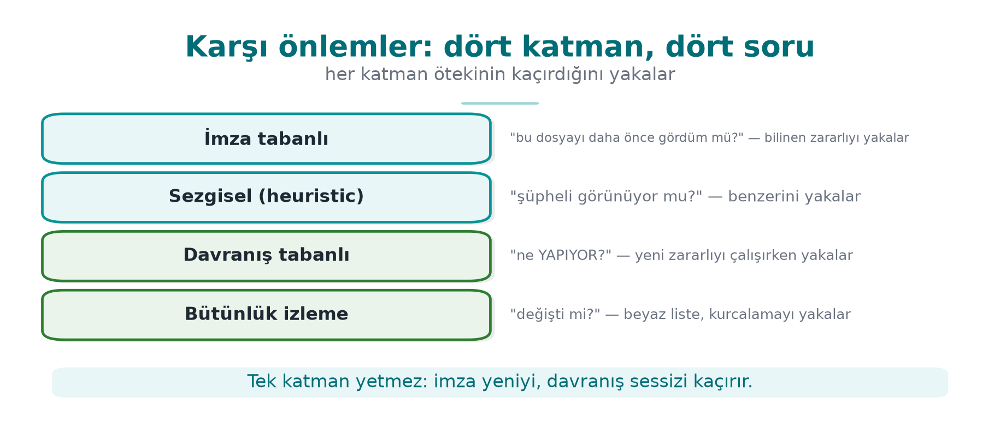 Karşı önlemler: dört katman, dört soru
her katman ötekinin kaçırdığını yakalar
İmza tabanlı
"bu dosyayı daha önce gördüm mü?" — bilinen zararlıyı yakalar
Sezgisel (heuristic)
"şüpheli görünüyor mu?" — benzerini yakalar
Davranış tabanlı
"ne YAPIYOR?" — yeni zararlıyı çalışırken yakalar
Bütünlük izleme
"değişti mi?" — beyaz liste, kurcalamayı yakalar
Tek katman yetmez: imza yeniyi, davranış sessizi kaçırır.